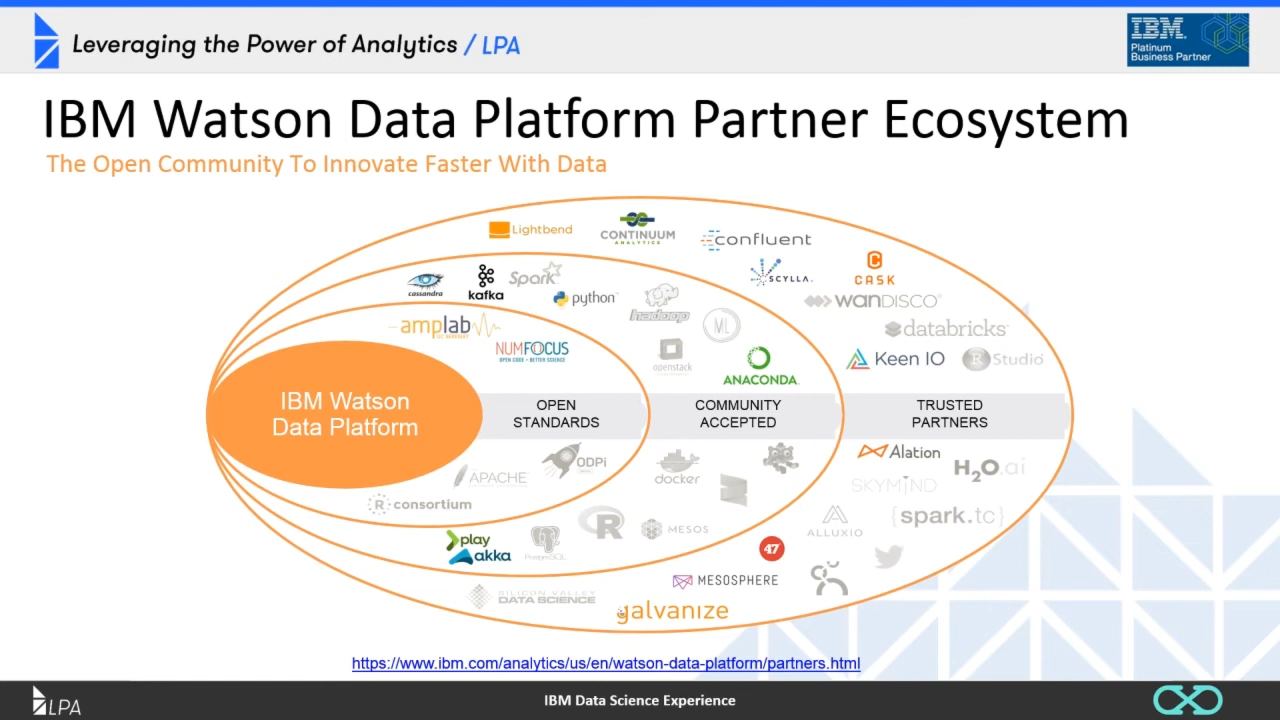 Leveraging the Power of Analytics / LPA
IBM
Platinum
Business Partner
IBM Watson Data Platform Partner Ecosystem
The Open Community To Innovate Faster With Data
Lightbend
CONTINUUM
ANALYTICS
confluent
SCYLLA.
CASK
cassandra
kafka
Spark
python
hadoop
ML
WANDISCO
databricks
Keen IO
R Studio
amplab
UC BERKELEY
NUMFOCUS
OPEN CODE = BETTER SCIENCE
openstack
ANACONDA
IBM Watson
Data Platform
OPEN
STANDARDS
COMMUNITY
ACCEPTED
TRUSTED
PARTNERS
APACHE
ODPi
R consortium
docker
Alation
H2O.ai
SKYMIND
{spark.tc}
ALLUXIO
play
akka
PostgreSQL
R
MESOS
47
MESOSPHERE
SILICON VALLEY
DATA SCIENCE
galvanize
https://www.ibm.com/analytics/us/en/watson-data-platform/partners.html
LPA
IBM Data Science Experience